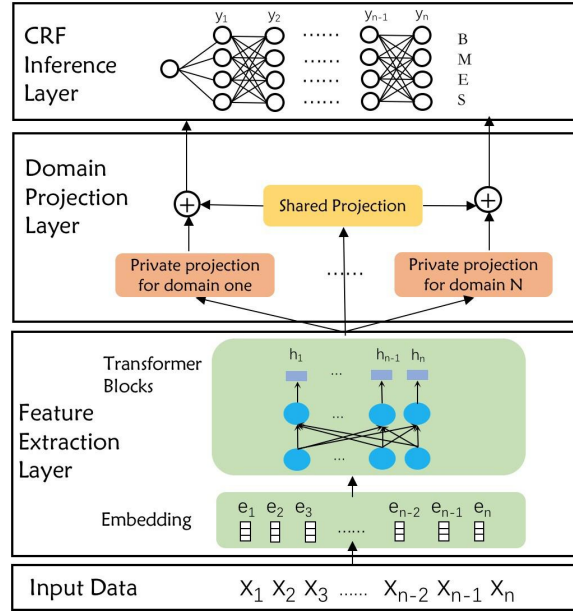 y1 y2 ...... yn-1 yn
CRF
Inference
Layer
B
M
E
S
......
......
Domain
Projection
Layer
Shared Projection
Private projection
for domain one
......
Private projection
for domain N
Transformer
Blocks
h1 ... hn-1 hn
...
...
Feature
Extraction
Layer
Embedding
e1 e2 e3 ...... en-2 en-1 en
Input Data
X1 X2 X3 ...... Xn-2 Xn-1 Xn